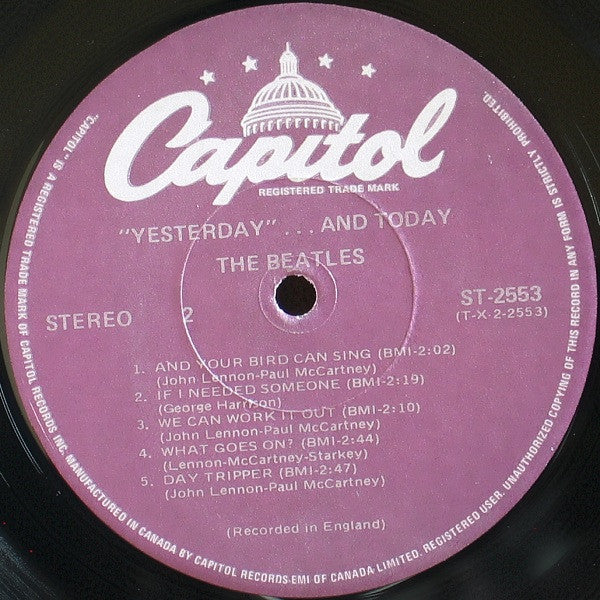 Capitol
REGISTERED TRADE MARK
"YESTERDAY" ... AND TODAY
THE BEATLES
STEREO
2
ST-2553
(T-X-2-2553)
1. AND YOUR BIRD CAN SING (BMI-2:02)
(John Lennon-Paul McCartney)
2. IF I NEEDED SOMEONE (BMI-2:19)
(George Harrison)
3. WE CAN WORK IT OUT (BMI-2:10)
(John Lennon-Paul McCartney)
4. WHAT GOES ON? (BMI-2:44)
(Lennon-McCartney-Starkey)
5. DAY TRIPPER (BMI-2:47)
(John Lennon-Paul McCartney)
(Recorded in England)
"CAPITOL" IS A REGISTERED TRADE MARK OF CAPITOL RECORDS INC. MANUFACTURED IN CANADA BY CAPITOL RECORDS-EMI OF CANADA LIMITED. REGISTERED USER. UNAUTHORIZED COPYING OF THIS RECORD IN ANY FORM IS STRICTLY PROHIBITED.